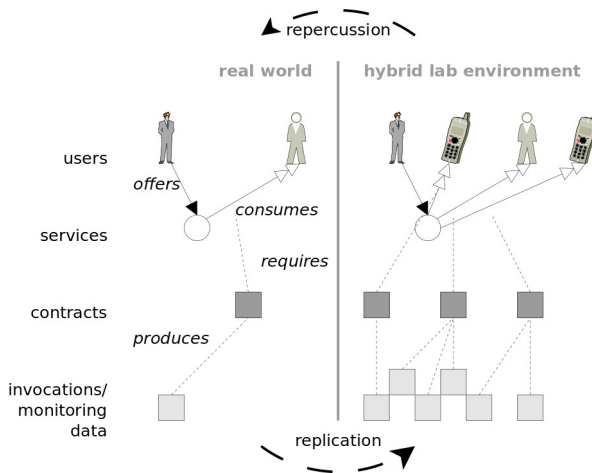 repercussion
real world
hybrid lab environment
users
offers
consumes
services
requires
contracts
produces
invocations/
monitoring
data
replication